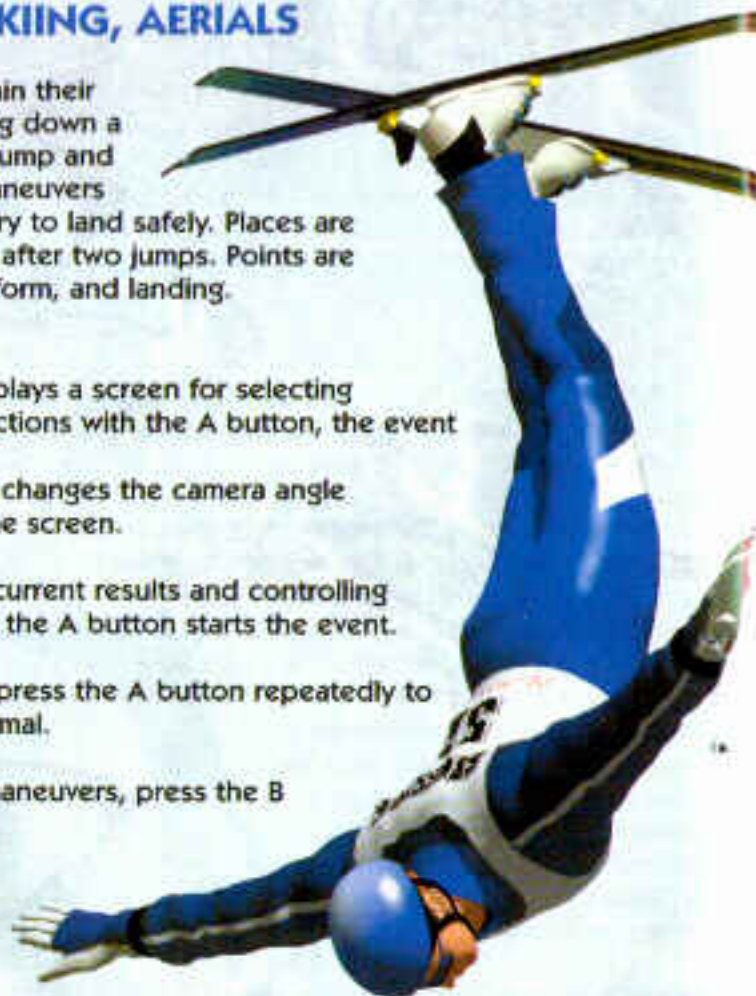 KIING, AERIALS
in their
g down a
ump and
aneuvers
ry to land safely. Places are
after two jumps. Points are
form, and landing.
plays a screen for selecting
ctions with the A button, the event
changes the camera angle
e screen.
current results and controlling
the A button starts the event.
press the A button repeatedly to
mal.
aneuvers, press the B
51